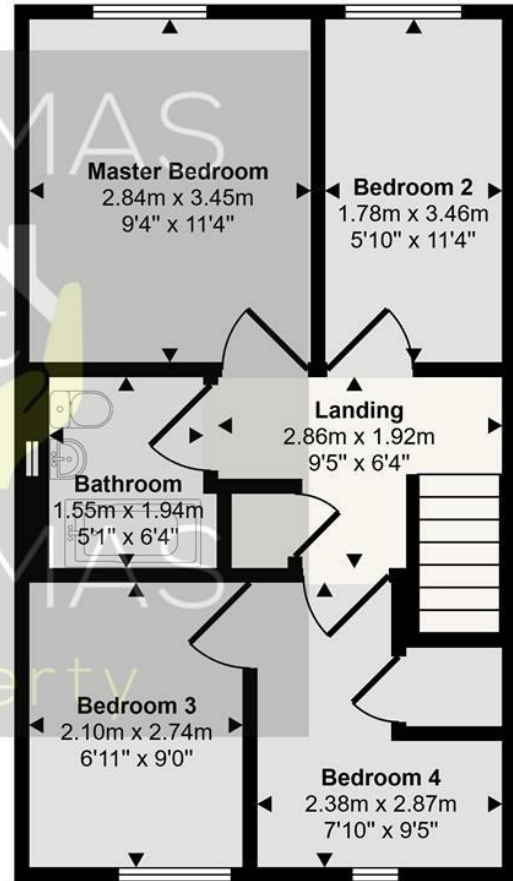 MAS
Master Bedroom
2.84m x 3.45m
9'4" x 11'4"
Bedroom 2
1.78m x 3.46m
5'10" x 11'4"
Landing
2.86m x 1.92m
9'5" x 6'4"
Bathroom
1.55m x 1.94m
5'1" x 6'4"
MAS
erty
Bedroom 3
2.10m x 2.74m
6'11" x 9'0"
Bedroom 4
2.38m x 2.87m
7'10" x 9'5"